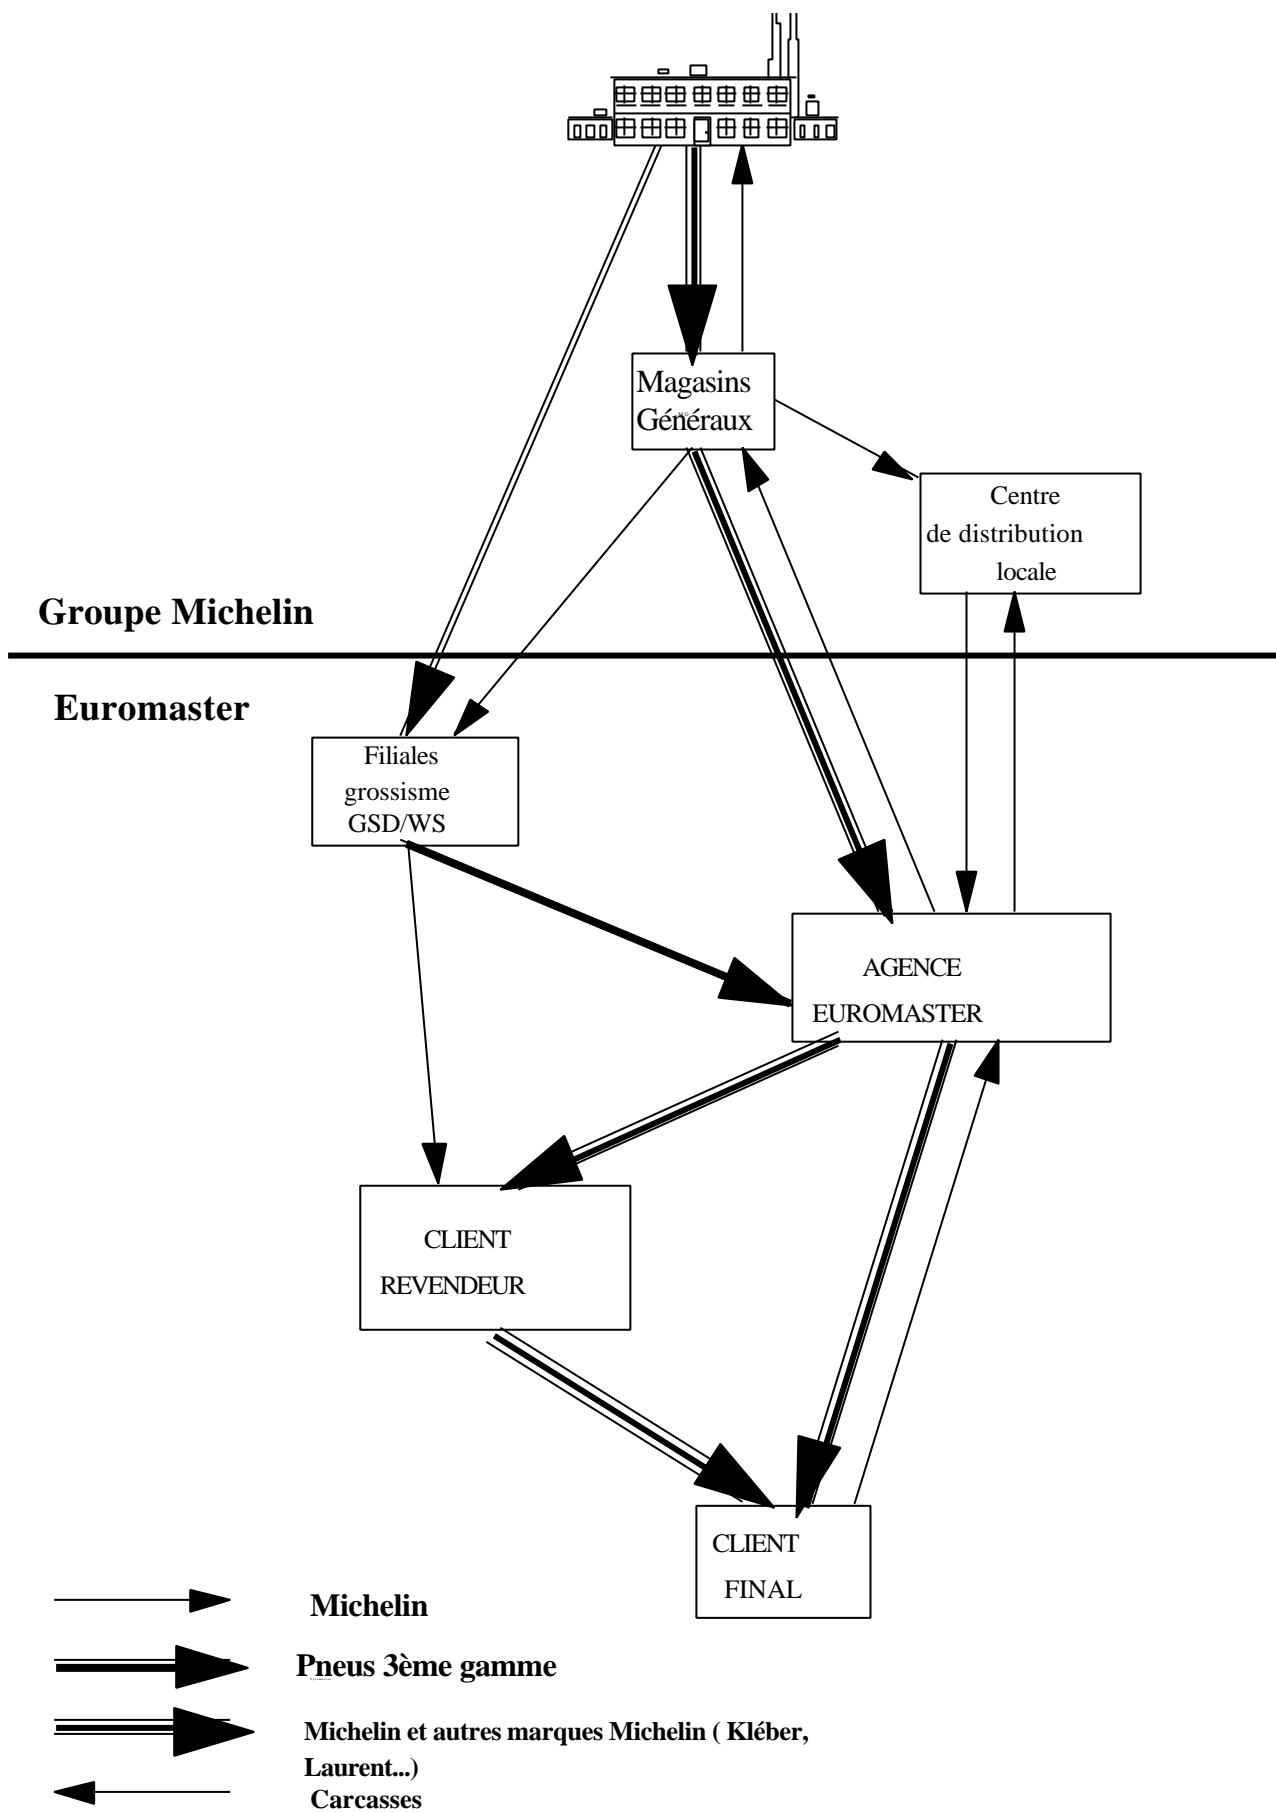 Magasins
Généraux
Centre
de distribution
locale
Groupe Michelin
Euromaster
Filiales
grossisme
GSD/WS
AGENCE
EUROMASTER
CLIENT
REVENDEUR
CLIENT
FINAL
Michelin
Pneus 3ème gamme
Michelin et autres marques Michelin ( Kléber,
Laurent...)
Carcasses